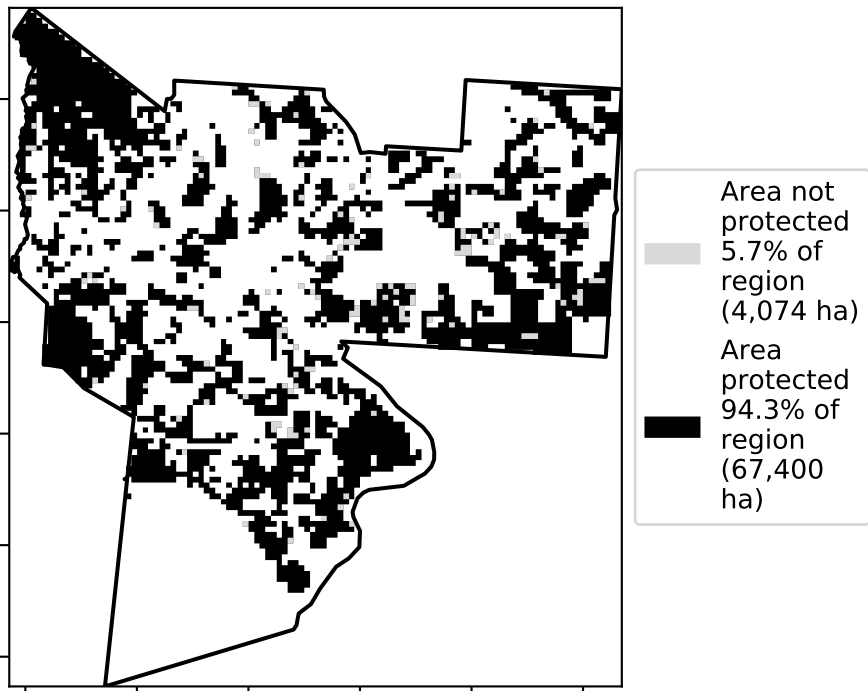 Area not
protected
5.7% of
region
(4,074 ha)
Area
protected
94.3% of
region
(67,400
ha)